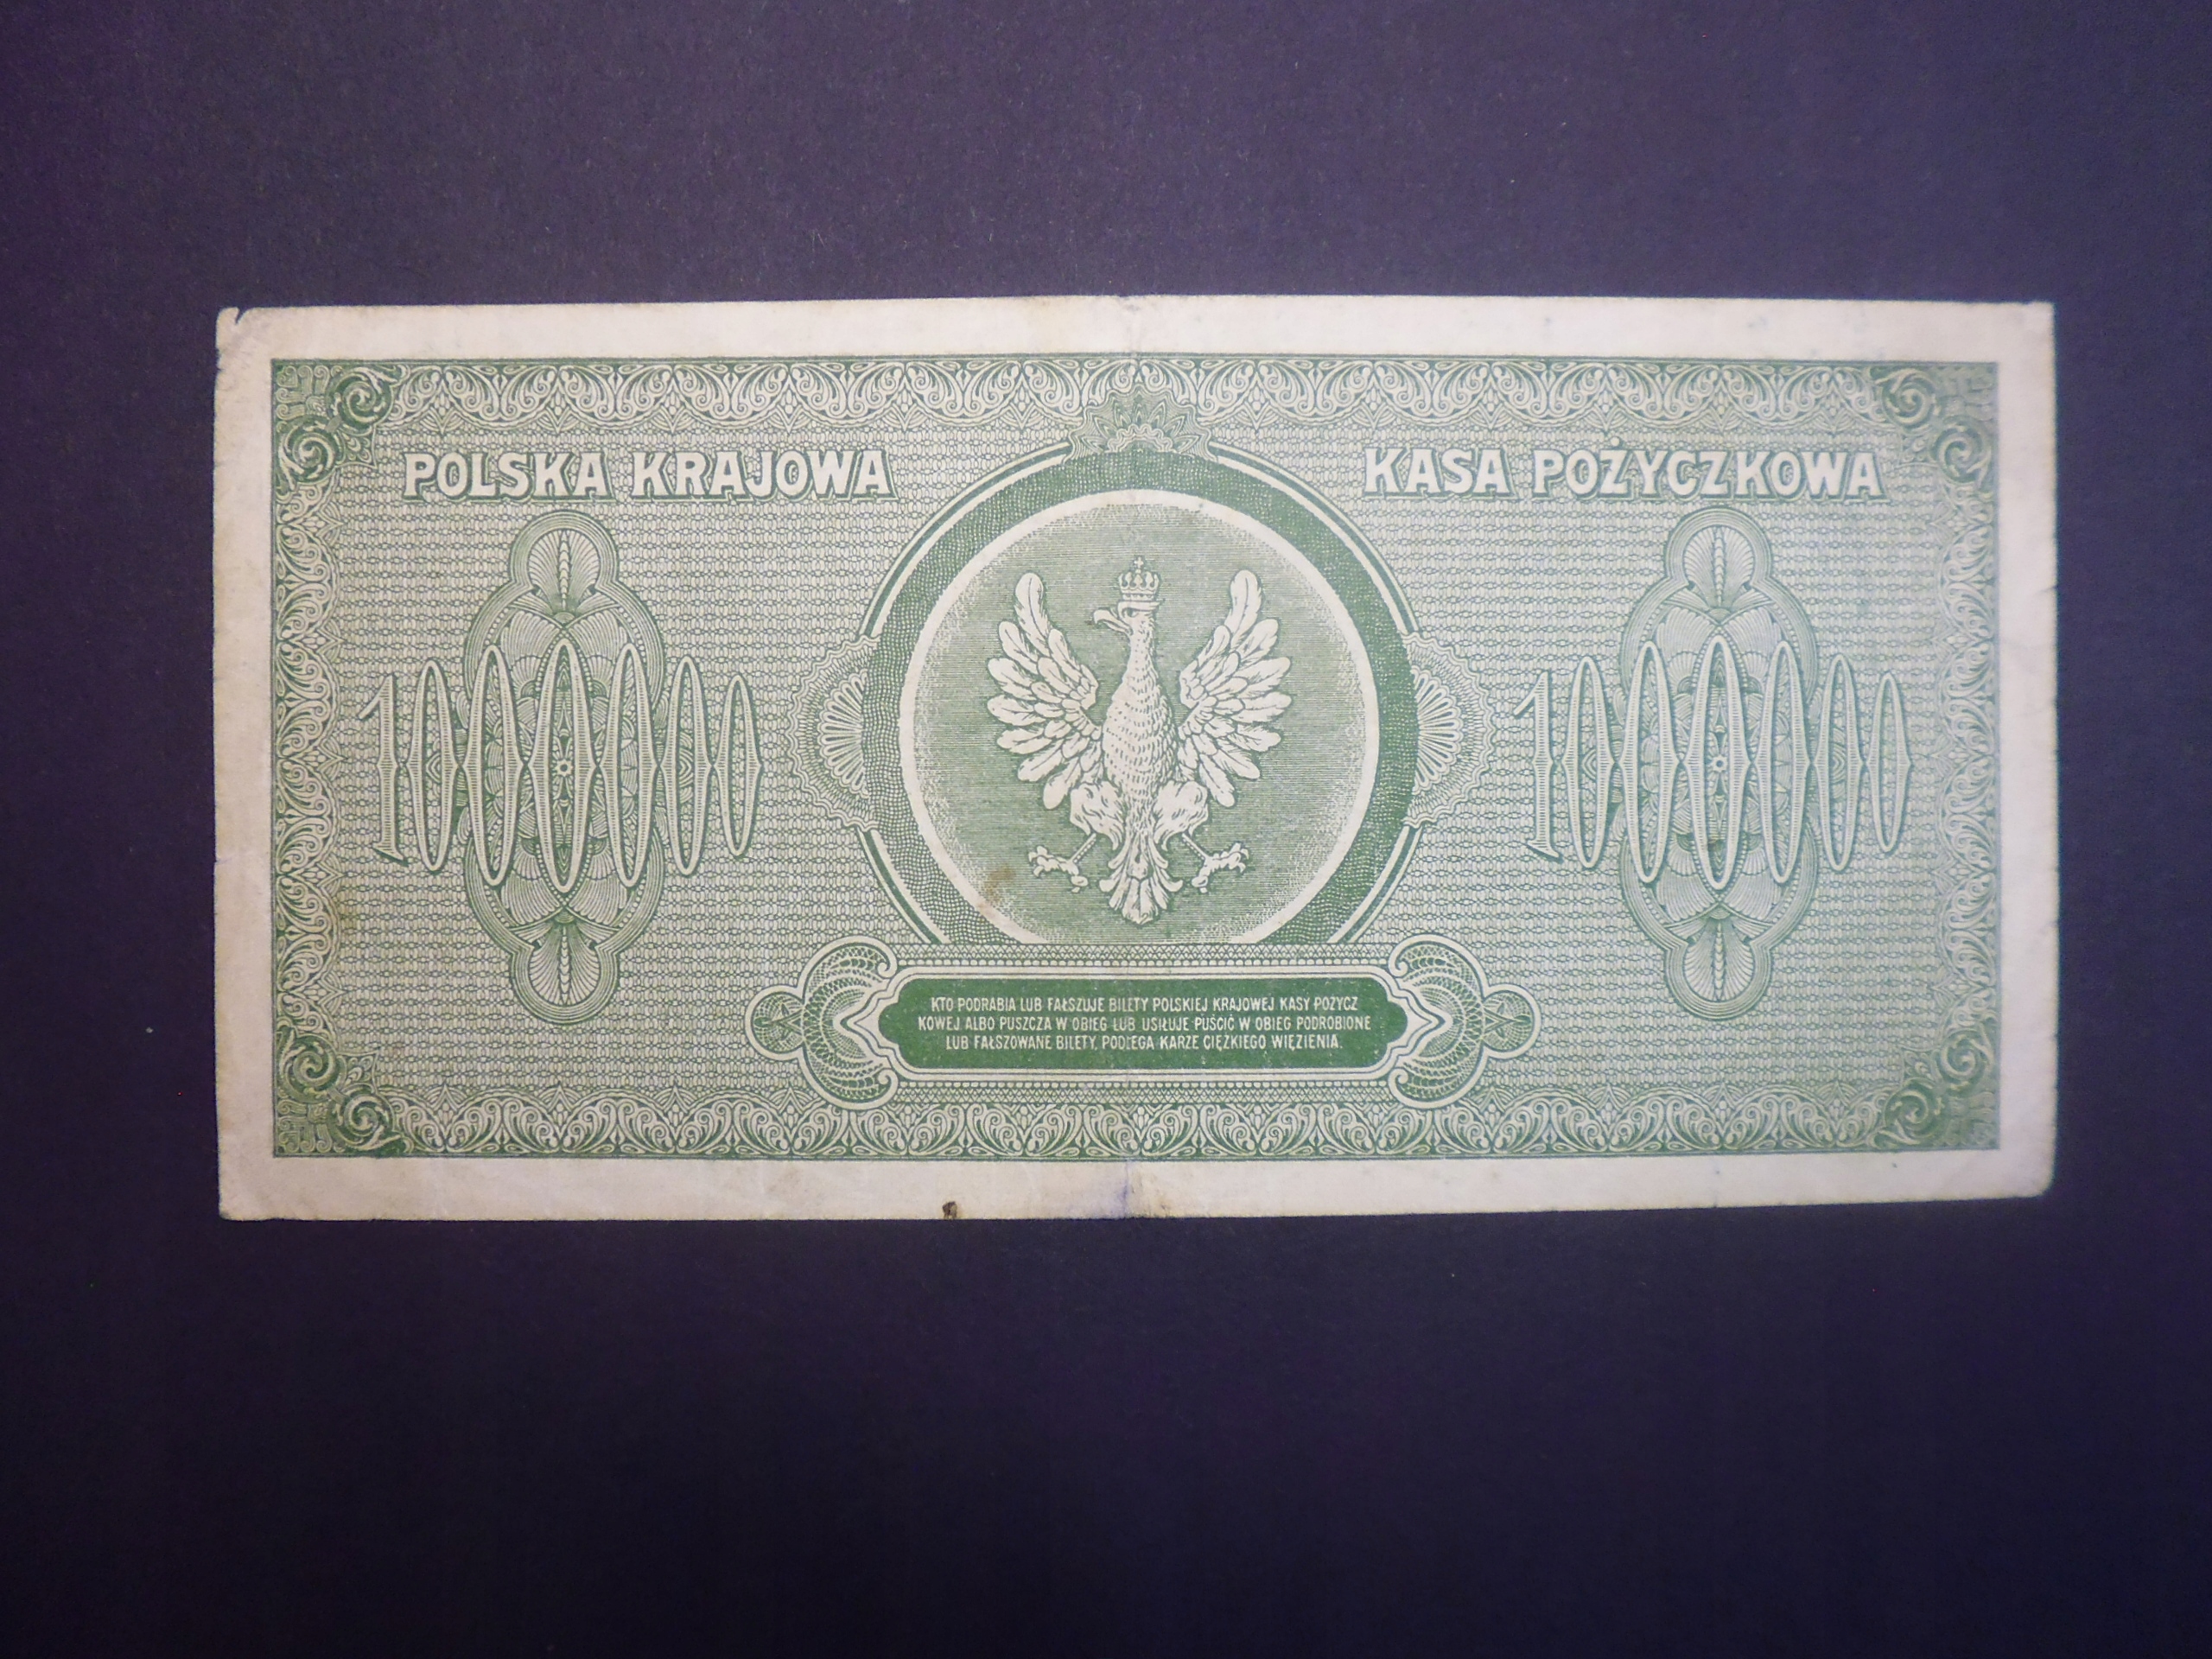 POLSKA KRAJOWA KASA POŻYCZKOWA
1000000 1000000
KTO PODRABIA LUB FAŁSZUJE BILETY POLSKIEJ KRAJOWEJ KASY POŻYCZ
KOWEJ ALBO PUSZCZA W OBIEG LUB USIŁUJE PUŚCIĆ W OBIEG PODROBIONE
LUB FAŁSZOWANE BILETY, PODLEGA KARZE CIĘŻKIEGO WIĘZIENIA.